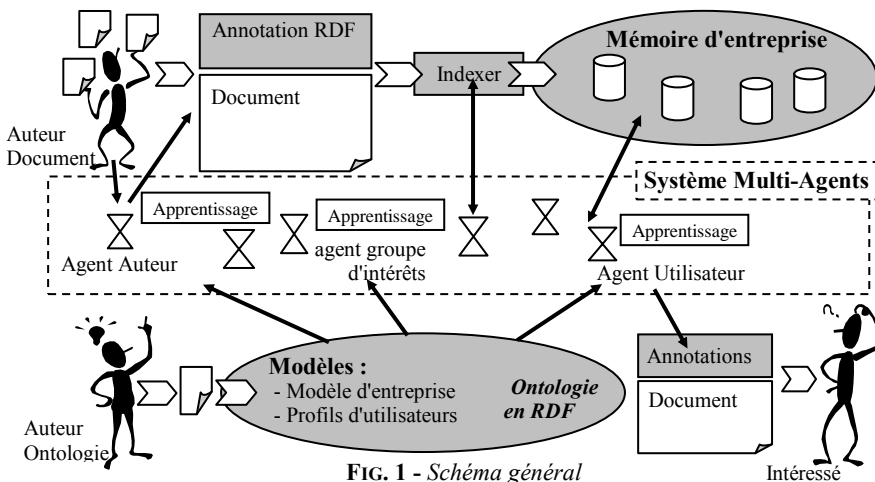 Annotation RDF
Document
Indexer
Mémoire d'entreprise
Auteur
Document
Système Multi-Agents
Apprentissage
Agent Auteur
Apprentissage
agent groupe
d'intérêts
Apprentissage
Agent Utilisateur
?
Auteur
Ontologie
Modèles :
- Modèle d'entreprise
- Profils d'utilisateurs
Ontologie
en RDF
Annotations
Document
Intéressé
FIG. 1 - Schéma général